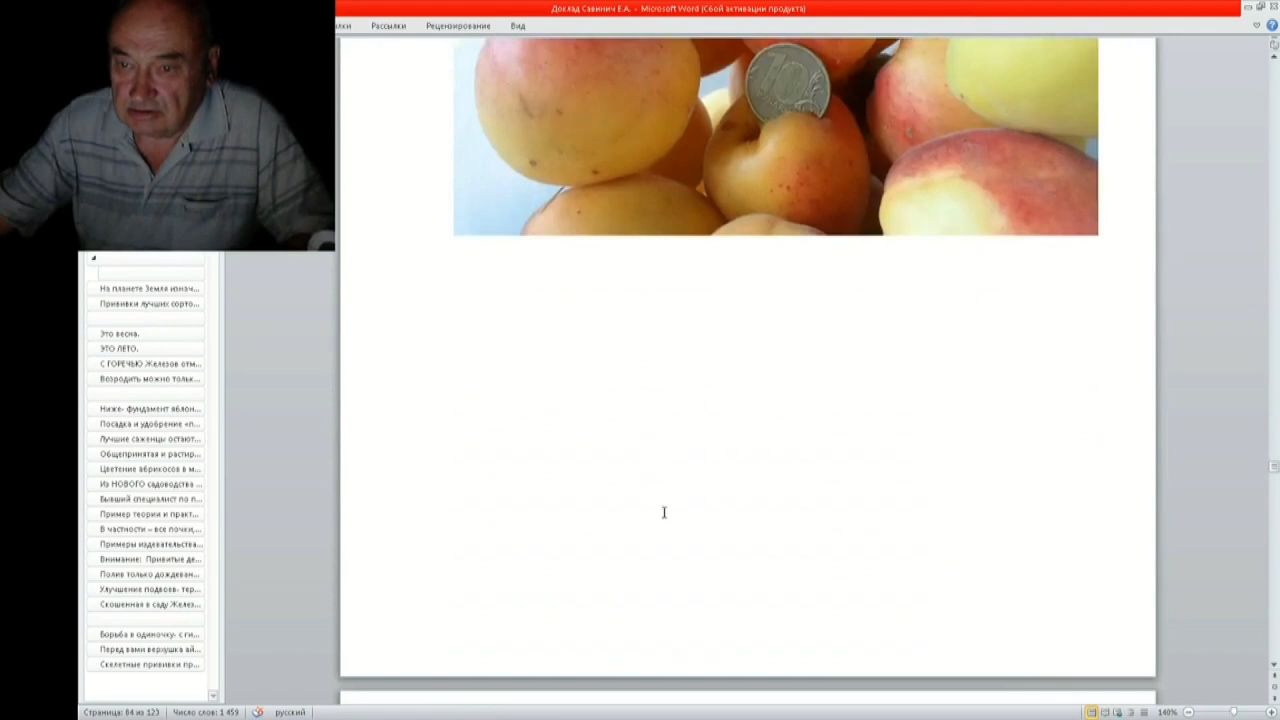 Доклад Савинич Е.А. - Microsoft Word (Сбой активации продукта)
лки Рассылки Рецензирование Вид
10
На планете Земля изнач...
Прививки лучших сорто...
Это весна.
ЭТО ЛЕТО.
С ГОРЕЧЬЮ Железов отм...
Возродить можно тольк...
Ниже- фундамент яблон...
Посадка и удобрение «п...
Лучшие саженцы остают...
Общепринятая и растир...
Цветение абрикосов в м...
Из НОВОГО садоводства ...
Бывший специалист по п...
Пример теории и практ...
В частности – все почки,...
Примеры издевательства...
Внимание: Привитые де...
Полив только дождеван...
Улучшение подвоев- тер...
Скошенная в саду Желез...
Борьба в одиночку- с ги...
Перед вами верхушка ай...
Скелетные прививки пр...
Страница: 84 из 123 Число слов: 1 459 русский 140%